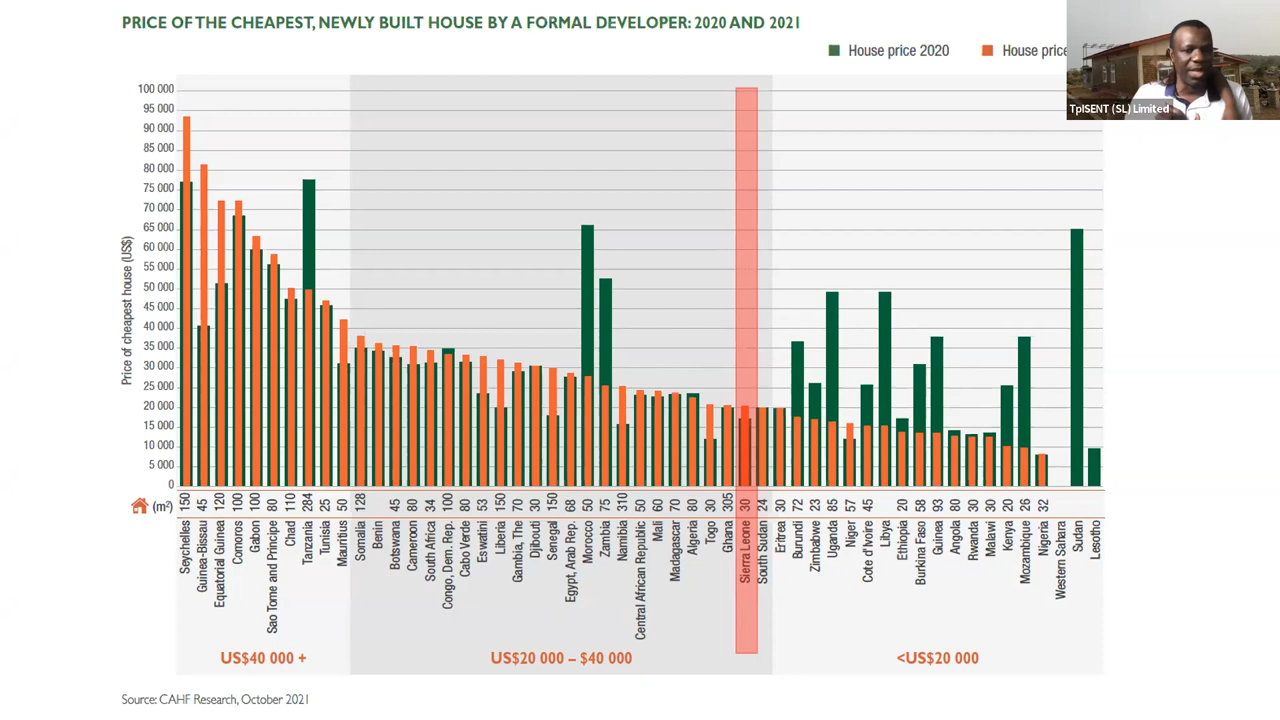 PRICE OF THE CHEAPEST, NEWLY BUILT HOUSE BY A FORMAL DEVELOPER: 2020 AND 2021
House price 2020
House price
TpISENT (SL) Limited
Price of cheapest house (US$)
100 000
95 000
90 000
85 000
80 000
75 000
70 000
65 000
60 000
55 000
50 000
45 000
40 000
35 000
30 000
25 000
20 000
15 000
10 000
5 000
0
(m²)
150 45 120 100 100 80 110 284 25 50 128 45 80 34 100 80 53 150 70 30 150 68 50 75 310 50 60 70 80 30 305 30 24 30 72 23 85 57 45 20 58 93 80 30 30 20 26 32
Seychelles
Guinea-Bissau
Equatorial Guinea
Comoros
Gabon
Sao Tome and Principe
Chad
Tanzania
Tunisia
Mauritius
Somalia
Benin
Botswana
Cameroon
South Africa
Congo, Dem. Rep.
Cabo Verde
Eswatini
Liberia
Gambia, The
Djibouti
Senegal
Egypt, Arab Rep.
Morocco
Zambia
Namibia
Central African Republic
Mali
Madagascar
Algeria
Togo
Ghana
Sierra Leone
South Sudan
Eritrea
Burundi
Zimbabwe
Uganda
Niger
Cote d'Ivoire
Libya
Ethiopia
Burkina Faso
Guinea
Angola
Rwanda
Malawi
Kenya
Mozambique
Nigeria
Western Sahara
Sudan
Lesotho
US$40 000 +
US$20 000 – $40 000
<US$20 000
Source: CAHF Research, October 2021